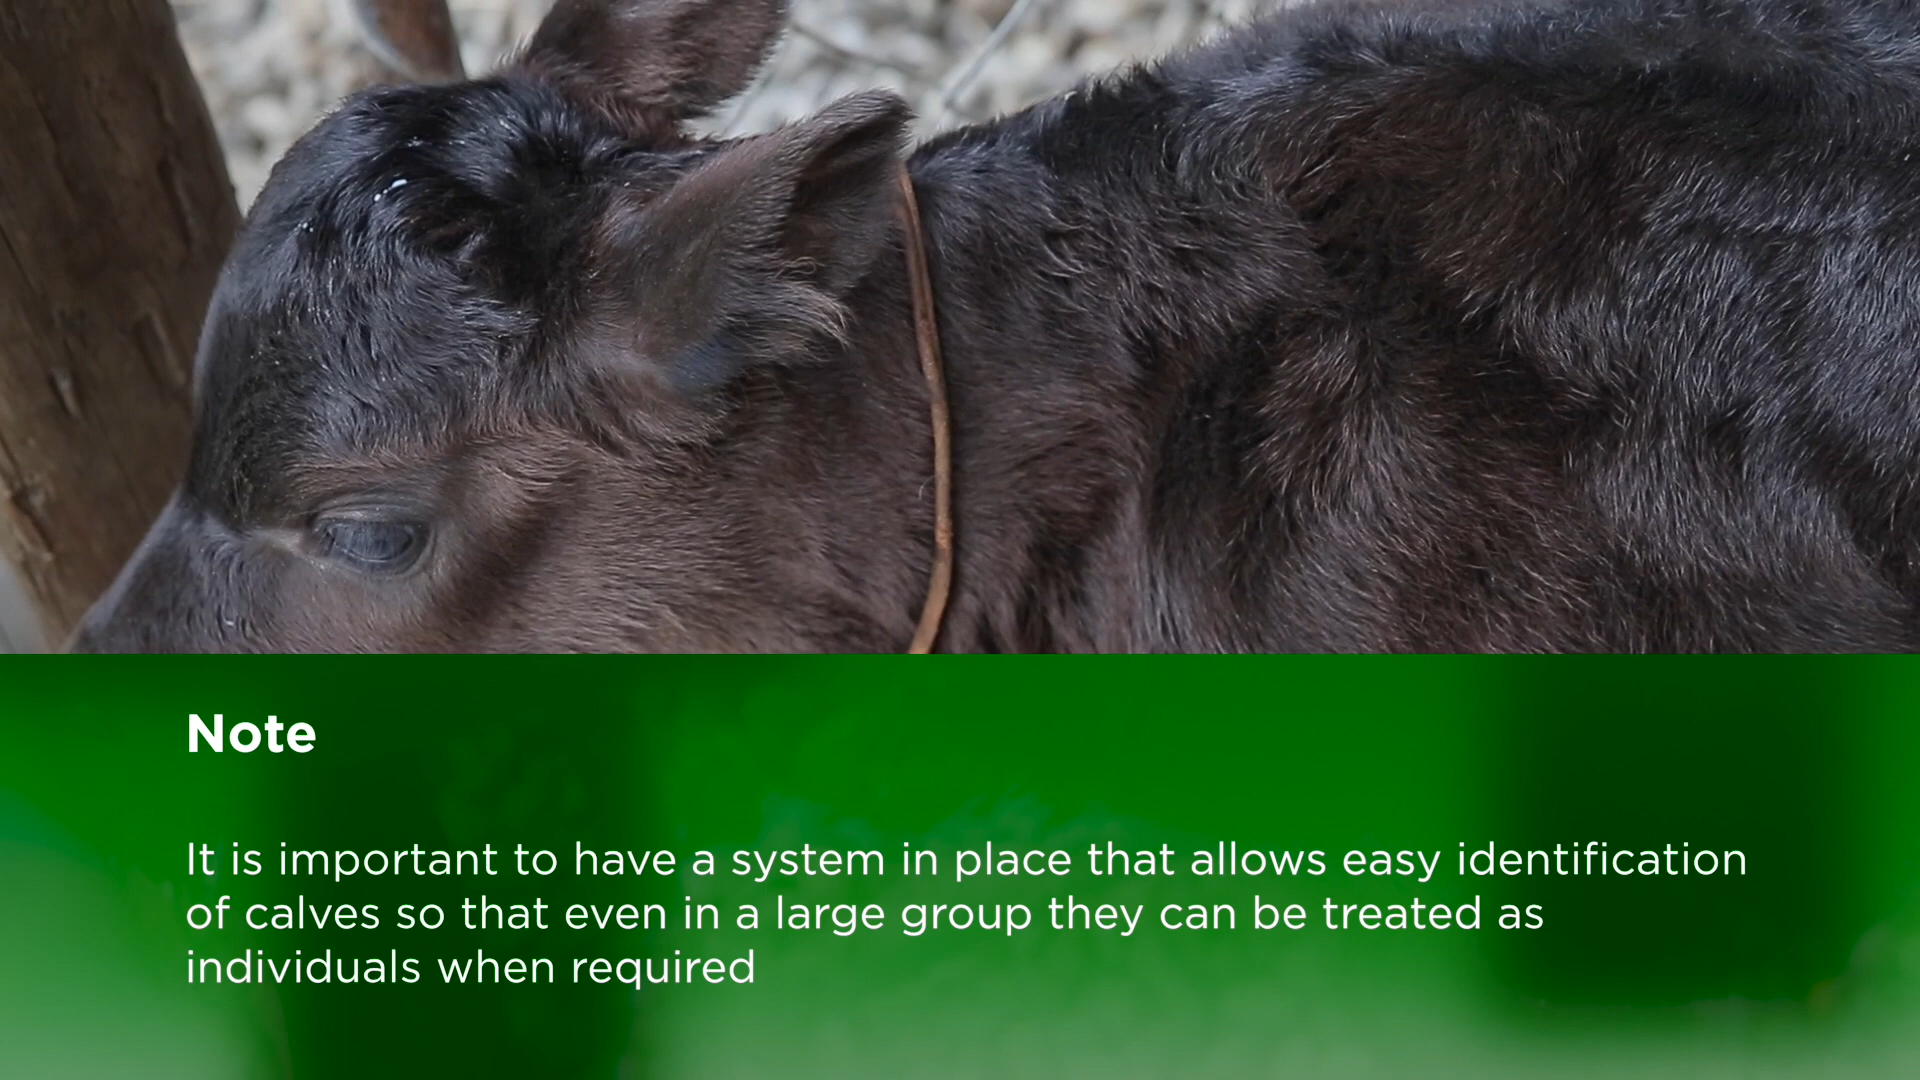 Note
It is important to have a system in place that allows easy identification
of calves so that even in a large group they can be treated as
individuals when required